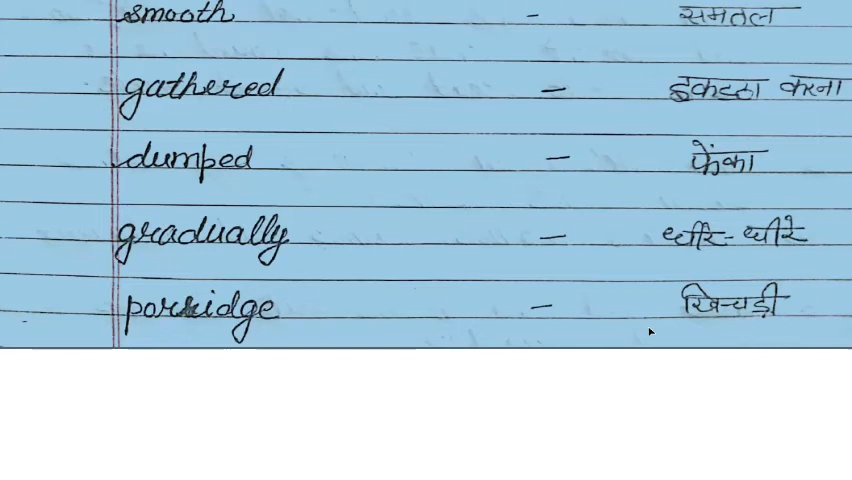 smooth - समतल
gathered - इकट्ठा करना
dumped - फेंका
gradually - धीरे-धीरे
porridge - खिचड़ी